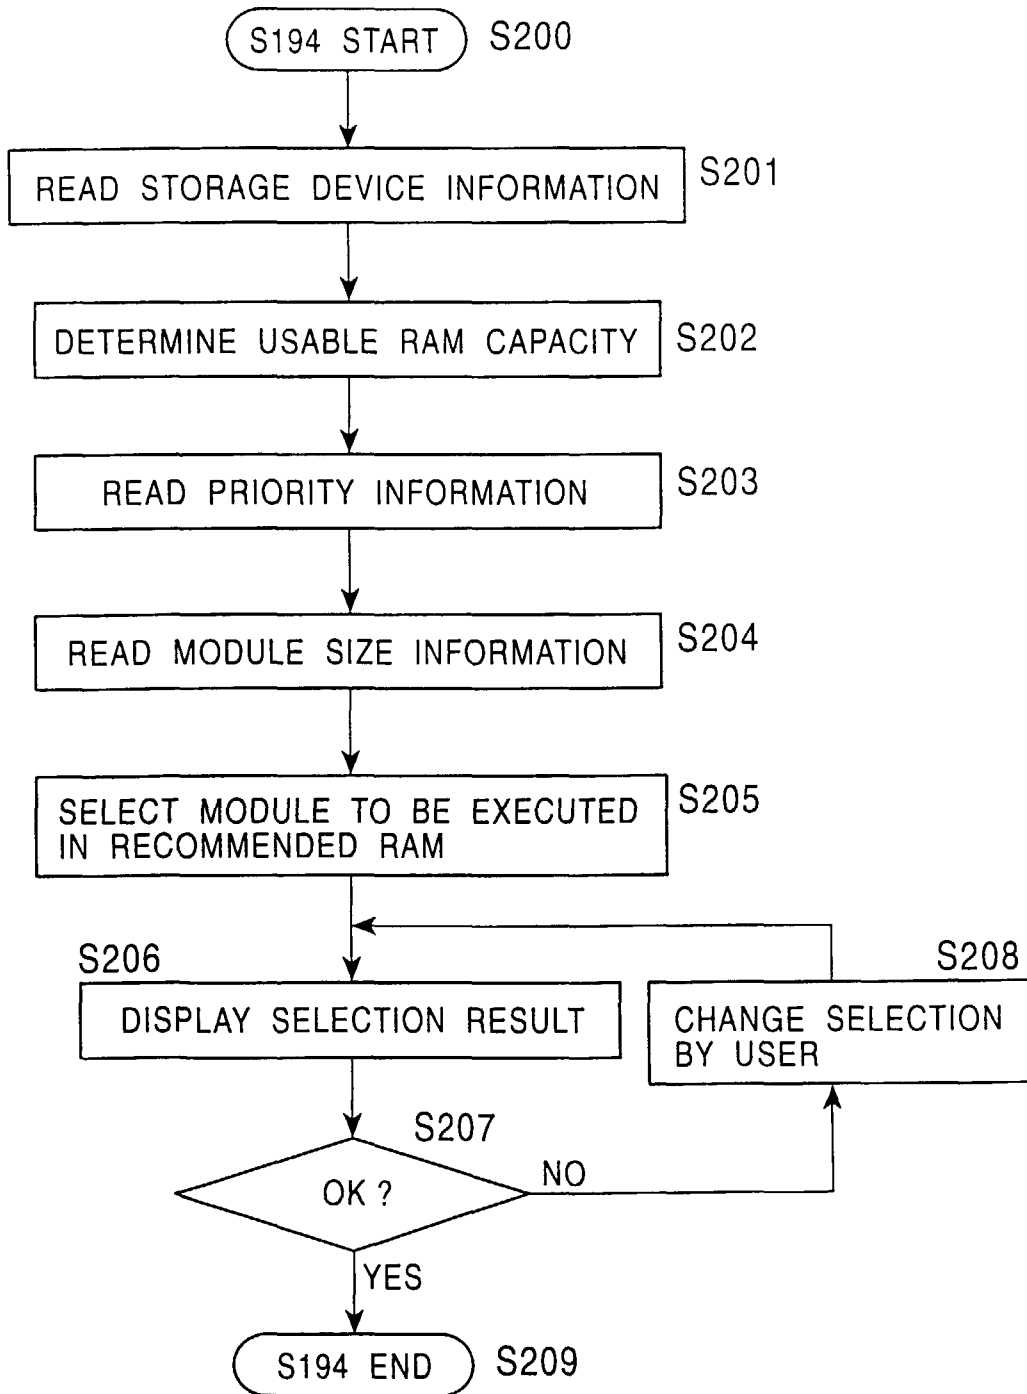 S194 START S200
READ STORAGE DEVICE INFORMATION S201
DETERMINE USABLE RAM CAPACITY S202
READ PRIORITY INFORMATION S203
READ MODULE SIZE INFORMATION S204
SELECT MODULE TO BE EXECUTED
IN RECOMMENDED RAM
S205
S206
DISPLAY SELECTION RESULT
S208
CHANGE SELECTION
BY USER
S207
OK ?
NO
YES
S194 END S209